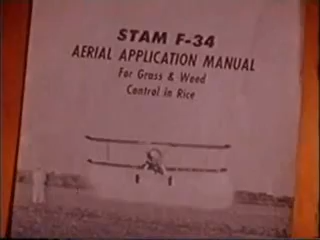 STAM F-34
AERIAL APPLICATION MANUAL
For Grass & Weed
Control in Rice